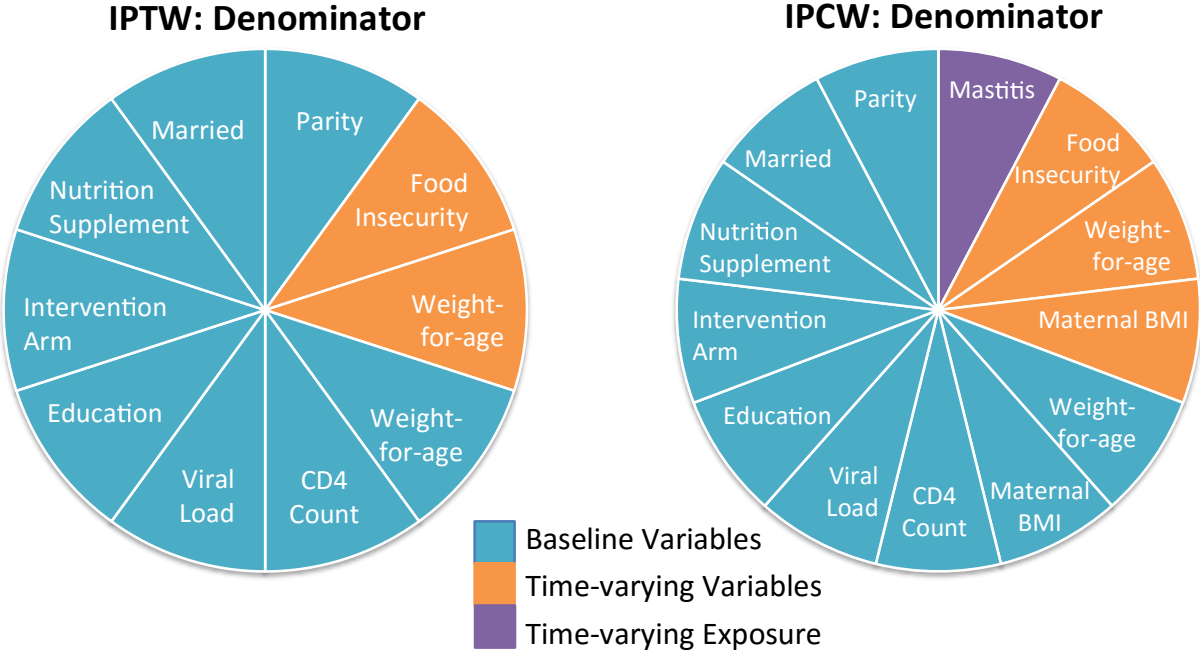 IPTW: Denominator
Parity
Food
Insecurity
Weight-
for-age
Weight-
for-age
CD4
Count
Viral
Load
Education
Intervention
Arm
Nutrition
Supplement
Married
IPCW: Denominator
Mastitis
Food
Insecurity
Weight-
for-age
Maternal BMI
Weight-
for-age
Maternal
BMI
CD4
Count
Viral
Load
Education
Intervention
Arm
Nutrition
Supplement
Married
Parity
Baseline Variables
Time-varying Variables
Time-varying Exposure